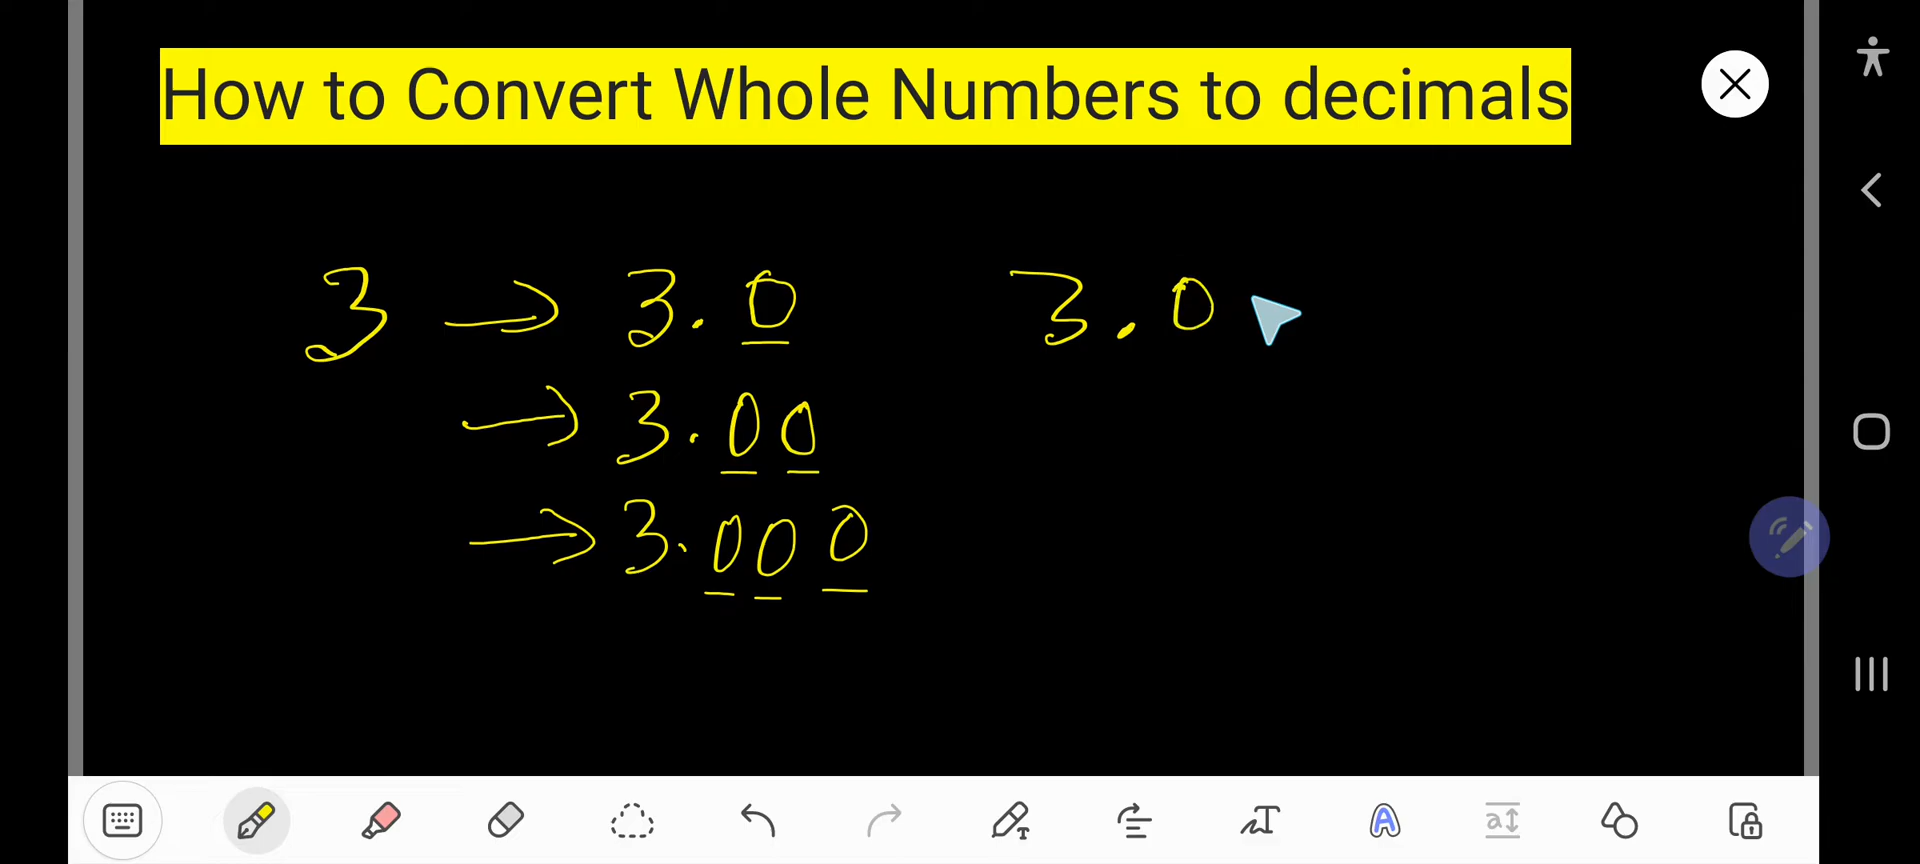 How to Convert Whole Numbers to decimals
3 → 3.0 3.0
→ 3.00
→ 3.000